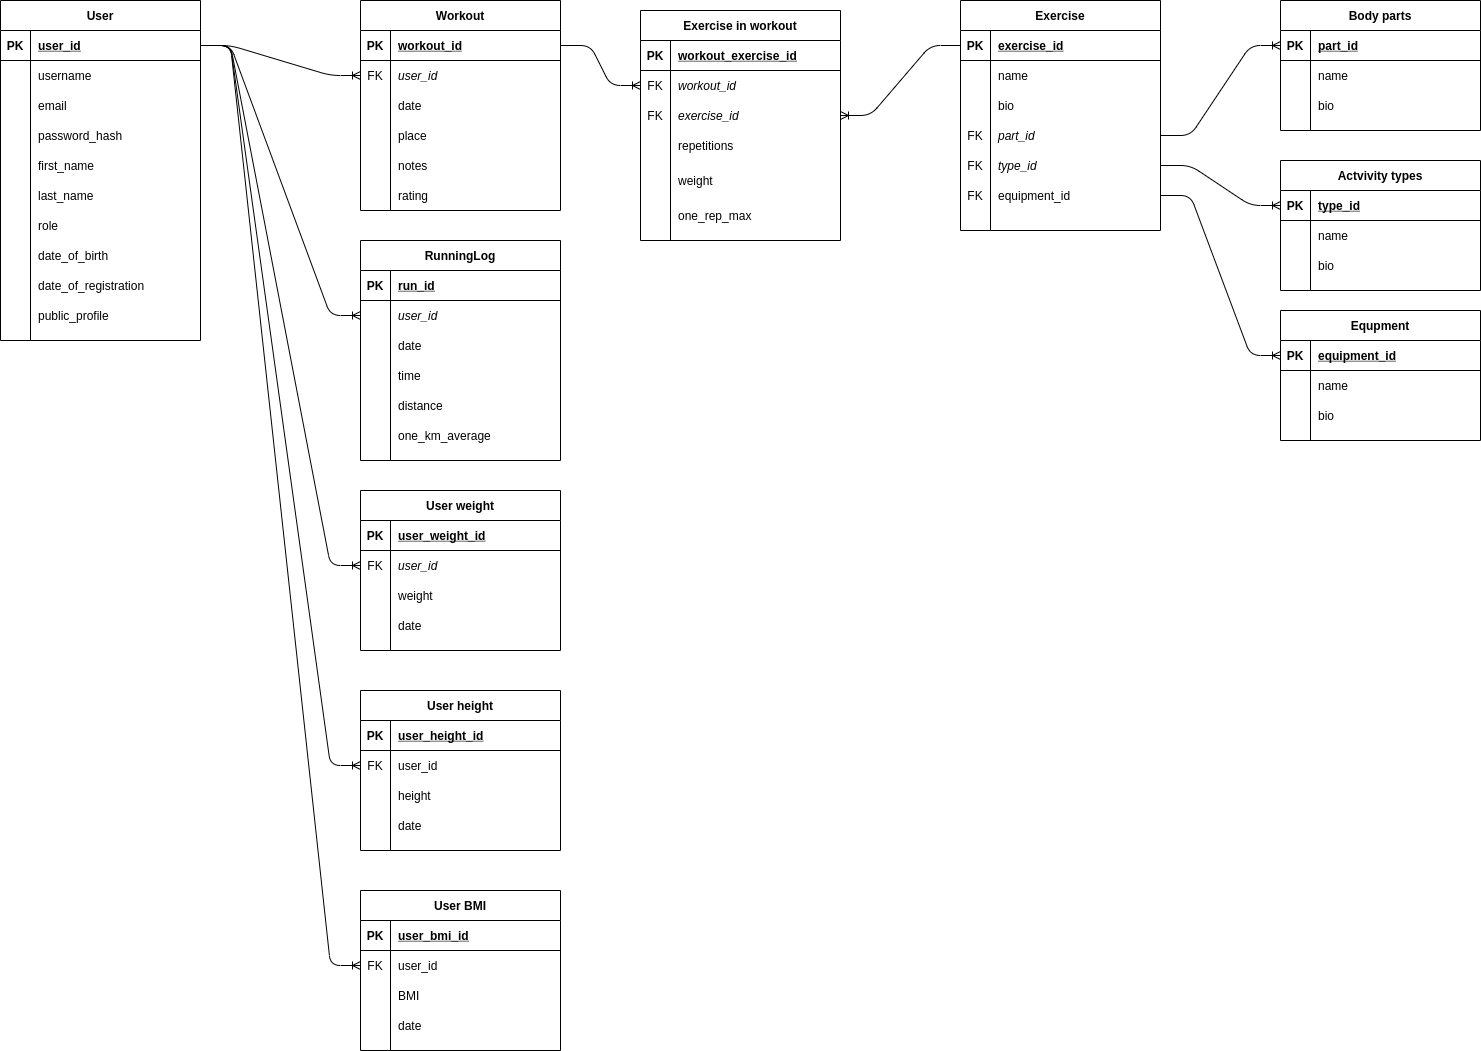 User
PK user_id
username
email
password_hash
first_name
last_name
role
date_of_birth
date_of_registration
public_profile
Workout
PK workout_id
FK user_id
date
place
notes
rating
RunningLog
PK run_id
user_id
date
time
distance
one_km_average
User weight
PK user_weight_id
FK user_id
weight
date
User height
PK user_height_id
FK user_id
height
date
User BMI
PK user_bmi_id
FK user_id
BMI
date
Exercise in workout
PK workout_exercise_id
FK workout_id
FK exercise_id
repetitions
weight
one_rep_max
Exercise
PK exercise_id
name
bio
FK part_id
FK type_id
FK equipment_id
Body parts
PK part_id
name
bio
Actvivity types
PK type_id
name
bio
Equpment
PK equipment_id
name
bio